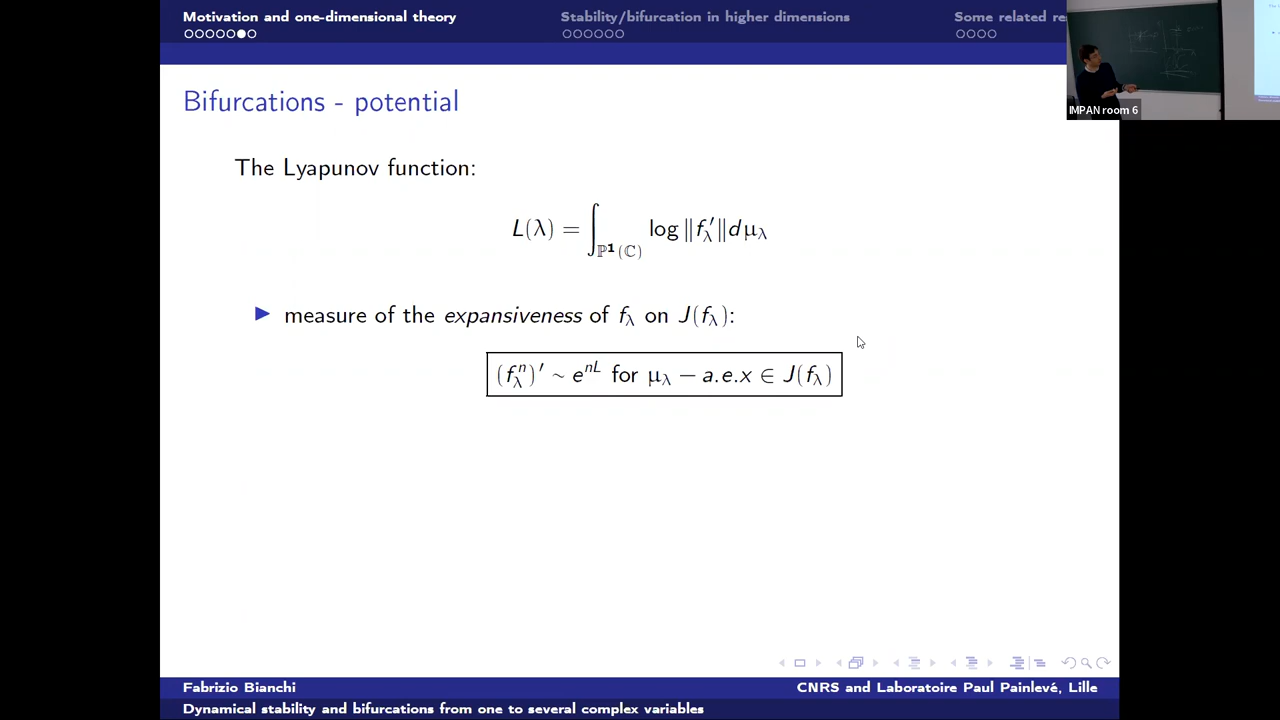 Motivation and one-dimensional theory
Stability/bifurcation in higher dimensions
Some related re
Bifurcations - potential
The Lyapunov function:
L(λ) = ∫_{ℙ¹(ℂ)} log ‖f′_λ‖ dμ_λ
measure of the expansiveness of f_λ on J(f_λ):
(f^n_λ)′ ∼ e^{nL} for μ_λ − a.e.x ∈ J(f_λ)
IMPAN room 6
Fabrizio Bianchi
CNRS and Laboratoire Paul Painlevé, Lille
Dynamical stability and bifurcations from one to several complex variables